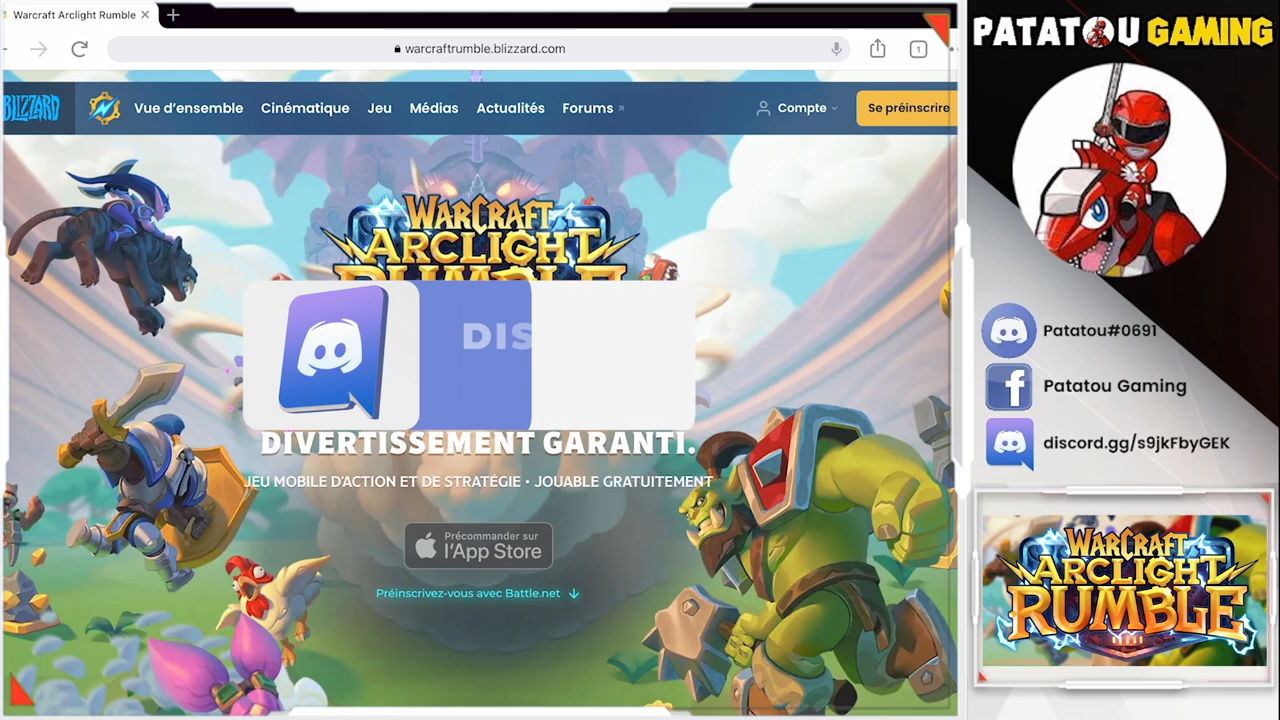 Warcraft Arclight Rumble
warcraftrumble.blizzard.com
1
BLIZZARD
Vue d'ensemble
Cinématique
Jeu
Médias
Actualités
Forums
Compte
Se préinscrire
WARCRAFT
ARCLIGHT
RUMBLE
DIS
DIVERTISSEMENT GARANTI.
JEU MOBILE D'ACTION ET DE STRATÉGIE • JOUABLE GRATUITEMENT
Précommander sur
l'App Store
Préinscrivez-vous avec Battle.net
PATATOU GAMING
Patatou#0691
Patatou Gaming
discord.gg/s9jkFbyGEK
WARCRAFT
ARCLIGHT
RUMBLE